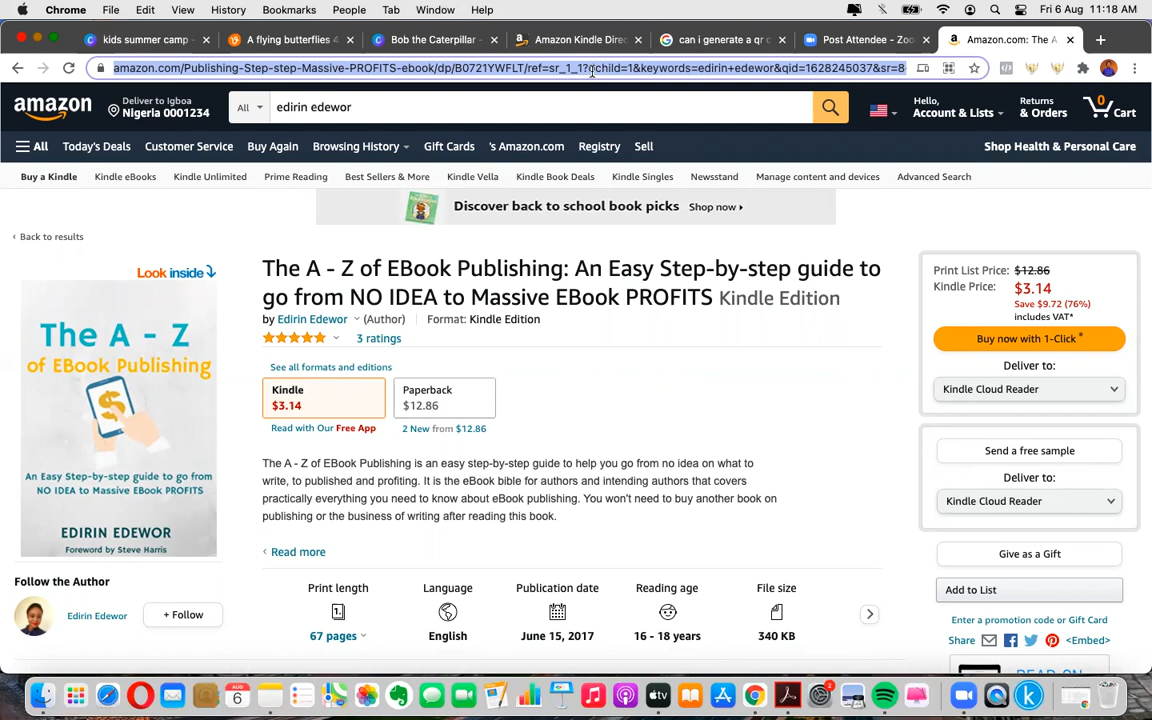 Chrome File Edit View History Bookmarks People Tab Window Help Fri 6 Aug 11:18 AM
kids summer camp - × A flying butterflies 4 × Bob the Caterpillar - × Amazon Kindle Dire × can i generate a qr c × Post Attendee - Zoo × Amazon.com: The A × +
amazon.com/Publishing-Step-step-Massive-PROFITS-ebook/dp/B0721YWFLT/ref=sr_1_1?dchild=1&keywords=edirin+edewor&qid=1628245037&sr=8-
amazon
Deliver to Igboa
Nigeria 0001234
All
edirin edewor
Hello,
Account & Lists
Returns
& Orders
0
Cart
All Today's Deals Customer Service Buy Again Browsing History 's Amazon.com Gift Cards Registry Sell Shop Health & Personal Care
Buy a Kindle Kindle eBooks Kindle Unlimited Prime Reading Best Sellers & More Kindle Vella Kindle Book Deals Kindle Singles Newsstand Manage content and devices Advanced Search
Discover back to school book picks Shop now
‹ Back to results
Look inside
The A - Z
of EBook Publishing
$
An Easy Step-by-step guide to go from
NO IDEA to Massive EBook PROFITS
EDIRIN EDEWOR
Foreword by Steve Harris
Follow the Author
Edirin Edewor
+ Follow
The A - Z of EBook Publishing: An Easy Step-by-step guide to
go from NO IDEA to Massive EBook PROFITS Kindle Edition
by Edirin Edewor (Author) Format: Kindle Edition
3 ratings
See all formats and editions
Kindle
$3.14
Paperback
$12.86
Read with Our Free App
2 New from $12.86
The A - Z of EBook Publishing is an easy step-by-step guide to help you go from no idea on what to
write, to published and profiting. It is the eBook bible for authors and intending authors that covers
practically everything you need to know about eBook publishing. You won't need to buy another book on
publishing or the business of writing after reading this book.
Read more
Print length
67 pages
Language
English
Publication date
June 15, 2017
Reading age
16 - 18 years
File size
340 KB
Print List Price: $12.86
Kindle Price: $3.14
Save $9.72 (76%)
includes VAT*
Buy now with 1-Click *
Deliver to:
Kindle Cloud Reader
Send a free sample
Deliver to:
Kindle Cloud Reader
Give as a Gift
Add to List
Enter a promotion code or Gift Card
Share <Embed>
READ ON
AUG
6
tv